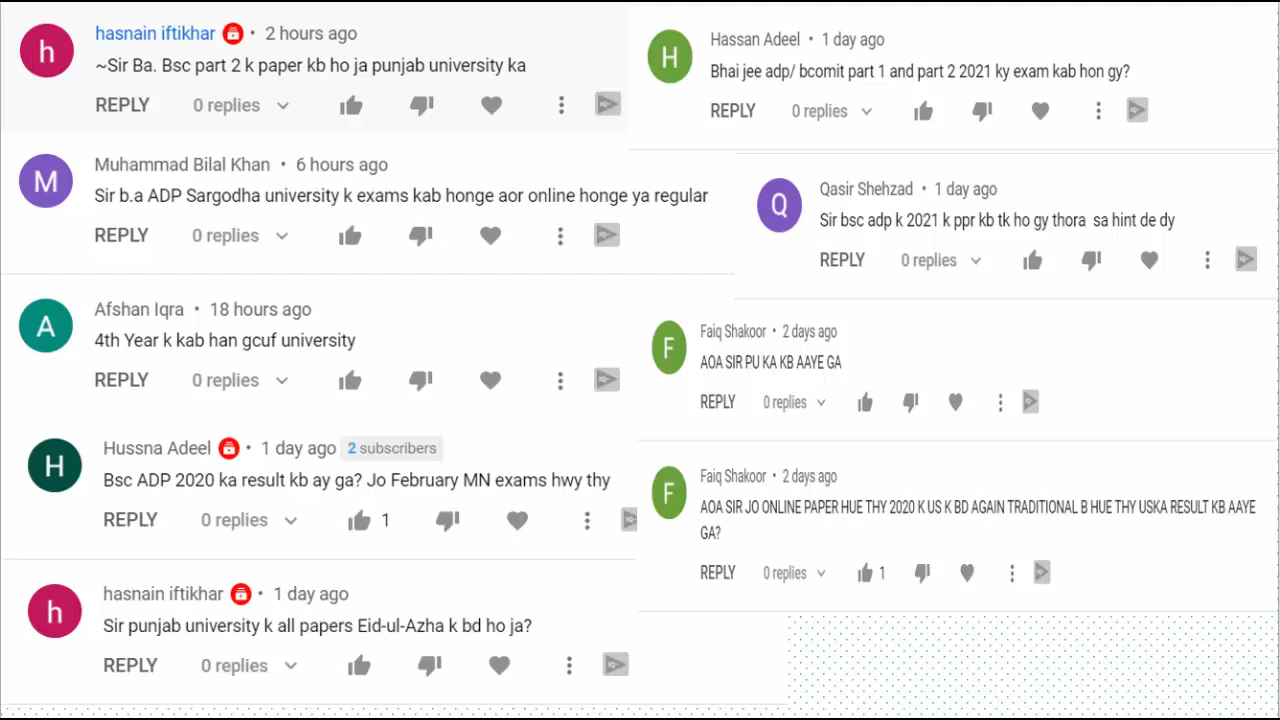 h
hasnain iftikhar • 2 hours ago
~Sir Ba. Bsc part 2 k paper kb ho ja punjab university ka
REPLY 0 replies
M
Muhammad Bilal Khan • 6 hours ago
Sir b.a ADP Sargodha university k exams kab honge aor online honge ya regular
REPLY 0 replies
A
Afshan Iqra • 18 hours ago
4th Year k kab han gcuf university
REPLY 0 replies
H
Hussna Adeel • 1 day ago 2 subscribers
Bsc ADP 2020 ka result kb ay ga? Jo February MN exams hwy thy
REPLY 0 replies 1
h
hasnain iftikhar • 1 day ago
Sir punjab university k all papers Eid-ul-Azha k bd ho ja?
REPLY 0 replies
H
Hassan Adeel • 1 day ago
Bhai jee adp/ bcomit part 1 and part 2 2021 ky exam kab hon gy?
REPLY 0 replies
Q
Qasir Shehzad • 1 day ago
Sir bsc adp k 2021 k ppr kb tk ho gy thora sa hint de dy
REPLY 0 replies
F
Faiq Shakoor • 2 days ago
AOA SIR PU KA KB AAYE GA
REPLY 0 replies
F
Faiq Shakoor • 2 days ago
AOA SIR JO ONLINE PAPER HUE THY 2020 K US K BD AGAIN TRADITIONAL B HUE THY USKA RESULT KB AAYE
GA?
REPLY 0 replies 1